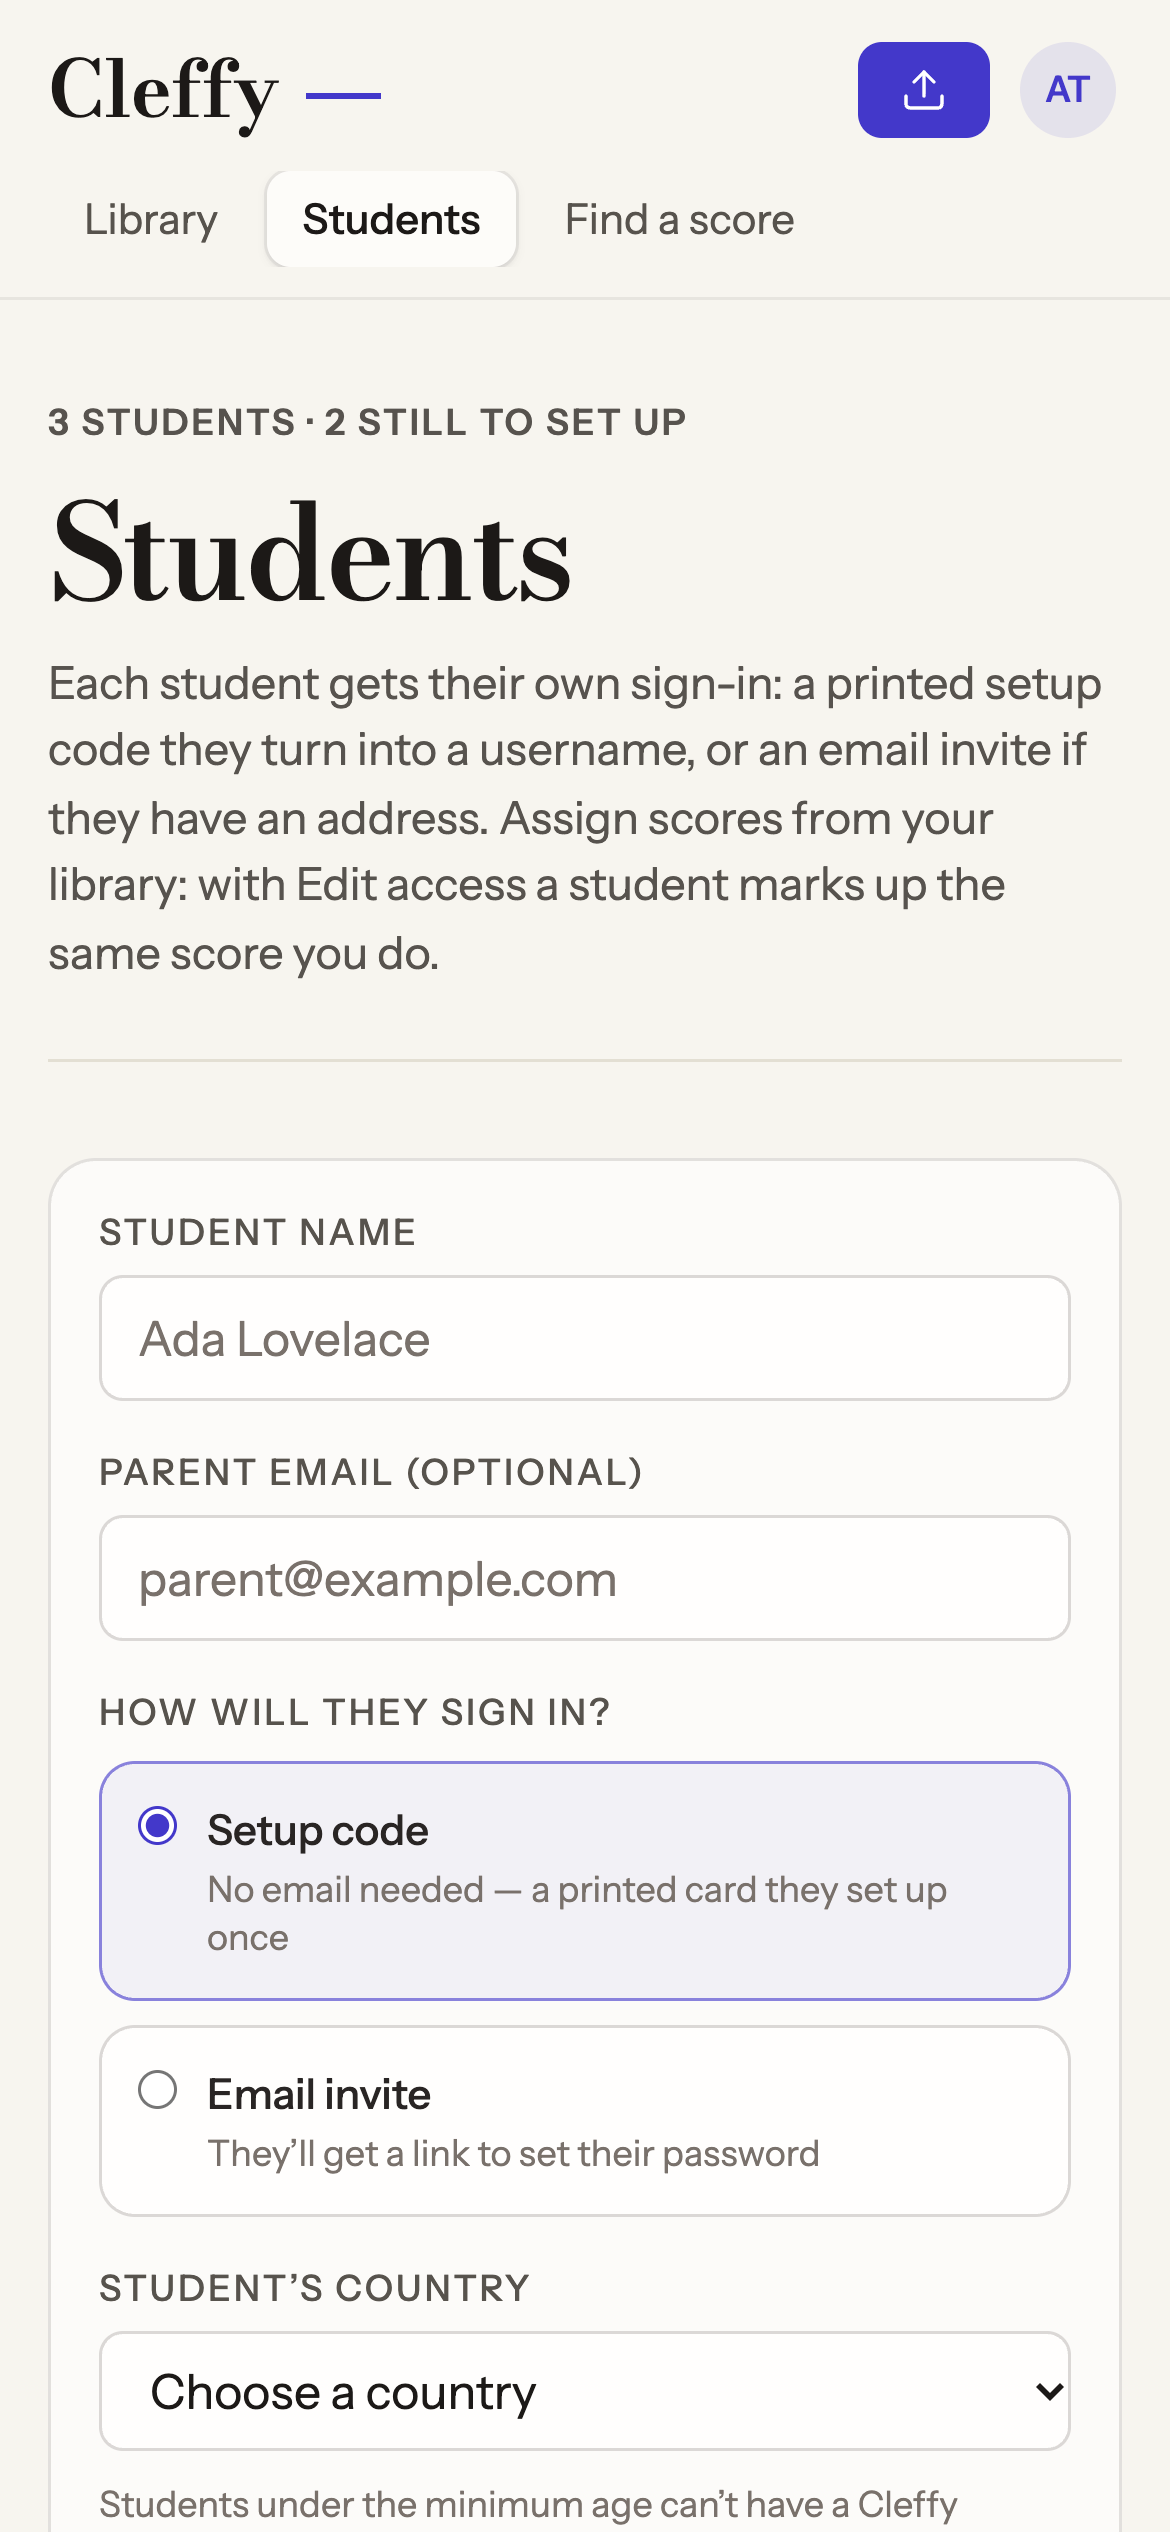 Cleffy —
AT
Library
Students
Find a score
3 STUDENTS · 2 STILL TO SET UP
Students
Each student gets their own sign-in: a printed setup
code they turn into a username, or an email invite if
they have an address. Assign scores from your
library: with Edit access a student marks up the
same score you do.
STUDENT NAME
Ada Lovelace
PARENT EMAIL (OPTIONAL)
parent@example.com
HOW WILL THEY SIGN IN?
Setup code
No email needed — a printed card they set up
once
Email invite
They’ll get a link to set their password
STUDENT’S COUNTRY
Choose a country
Students under the minimum age can’t have a Cleffy